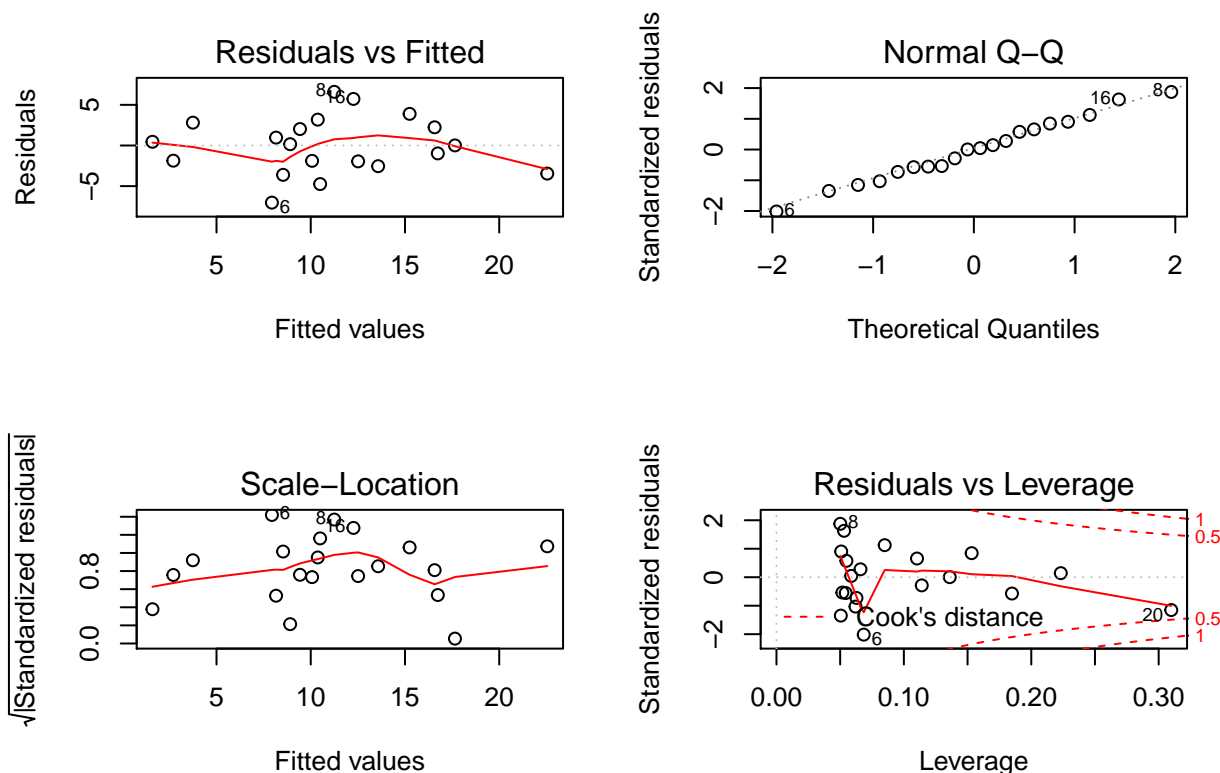 Residuals vs Fitted
Residuals
5
−5
8
16
6
5 10 15 20
Fitted values
Normal Q−Q
Standardized residuals
2
0
−2
16
8
6
−2 −1 0 1 2
Theoretical Quantiles
Scale−Location
√|Standardized residuals|
0.8
0.0
6
8
16
5 10 15 20
Fitted values
Residuals vs Leverage
Standardized residuals
2
0
−2
8
1
0.5
Cook's distance
20
0.5
6
1
0.00 0.10 0.20 0.30
Leverage